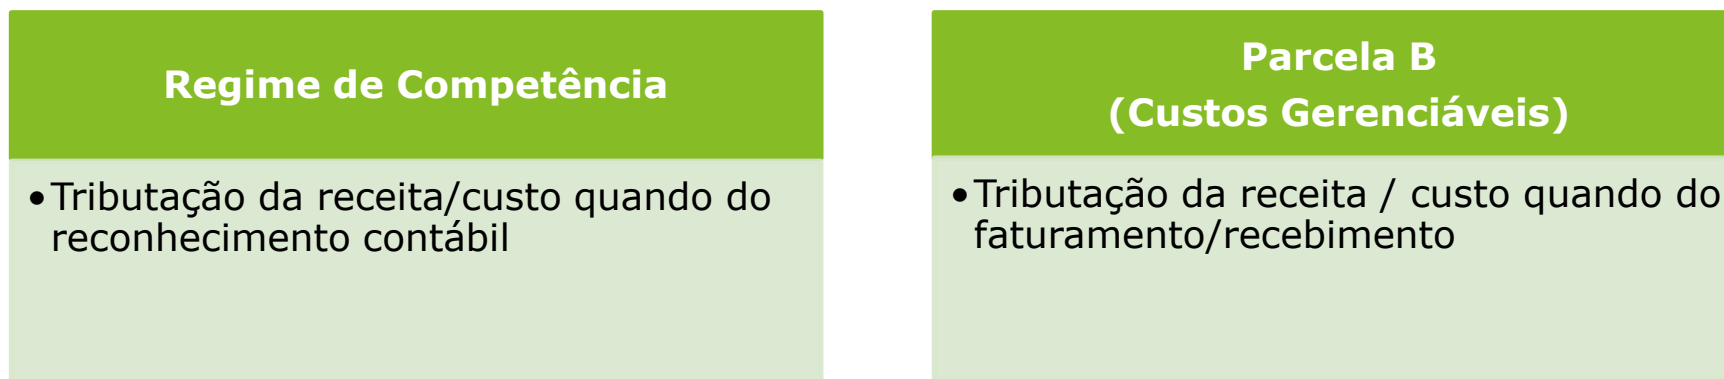 Regime de Competência
•Tributação da receita/custo quando do
reconhecimento contábil
Parcela B
(Custos Gerenciáveis)
•Tributação da receita / custo quando do
faturamento/recebimento